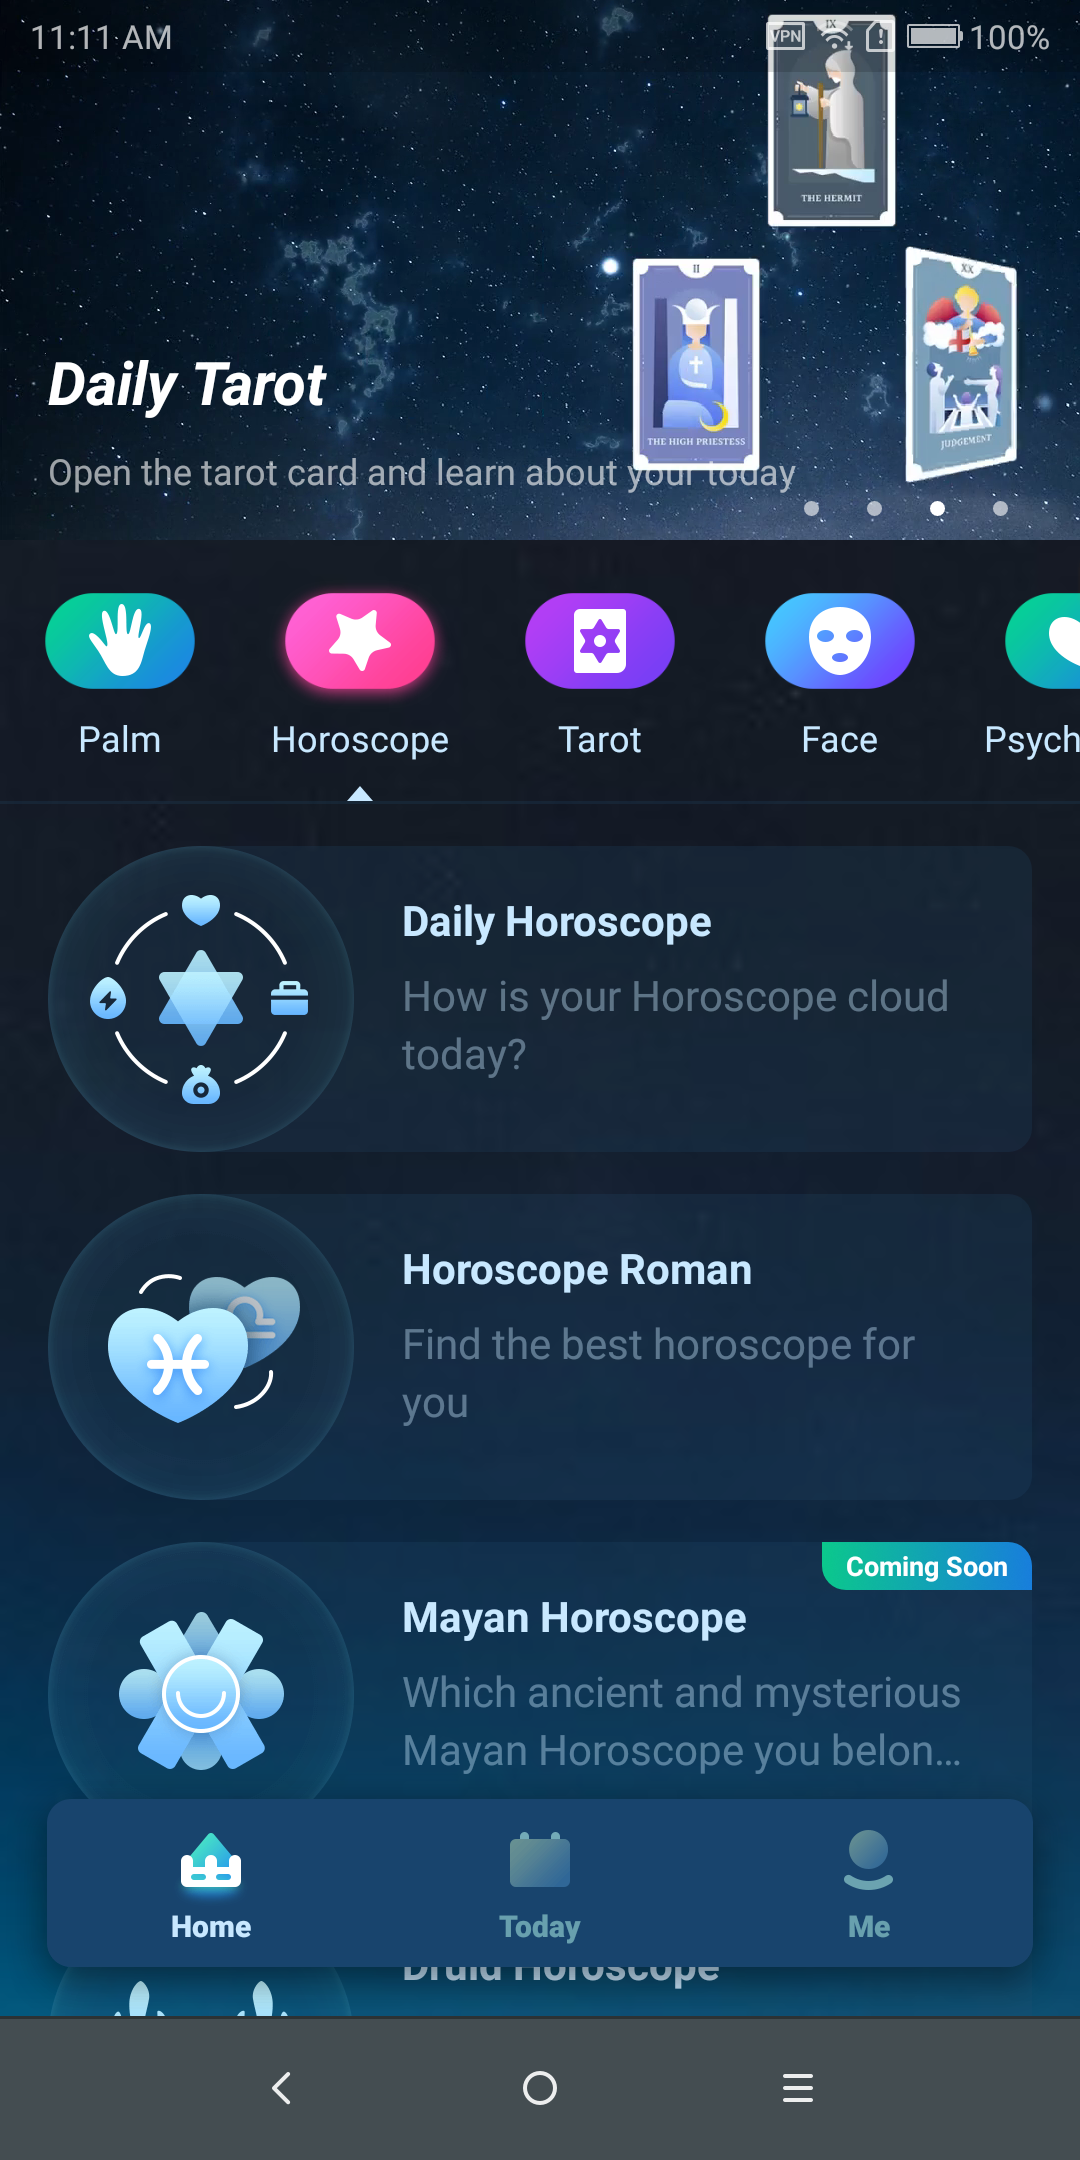 11:11 AM
VPN
100%
IX
THE HERMIT
II
THE HIGH PRIESTESS
XX
JUDGEMENT
Daily Tarot
Open the tarot card and learn about your today
Palm
Horoscope
Tarot
Face
Psych
Daily Horoscope
How is your Horoscope cloud
today?
Horoscope Roman
Find the best horoscope for
you
Coming Soon
Mayan Horoscope
Which ancient and mysterious
Mayan Horoscope you belon...
Home
Today
Me
Druid Horoscope